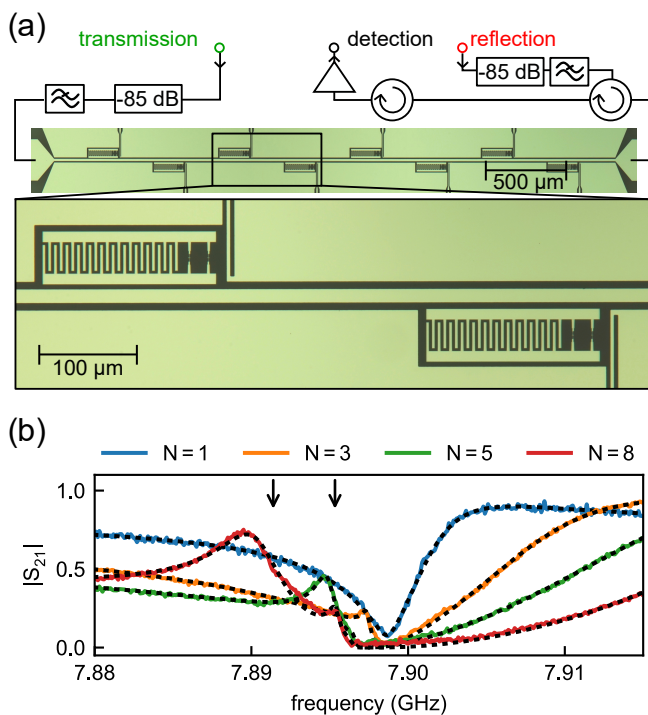 (a)
transmission
detection
reflection
-85 dB
-85 dB
500 µm
100 µm
(b)
N = 1
N = 3
N = 5
N = 8
1.0
0.5
0.0
|S21|
7.88
7.89
7.90
7.91
frequency (GHz)